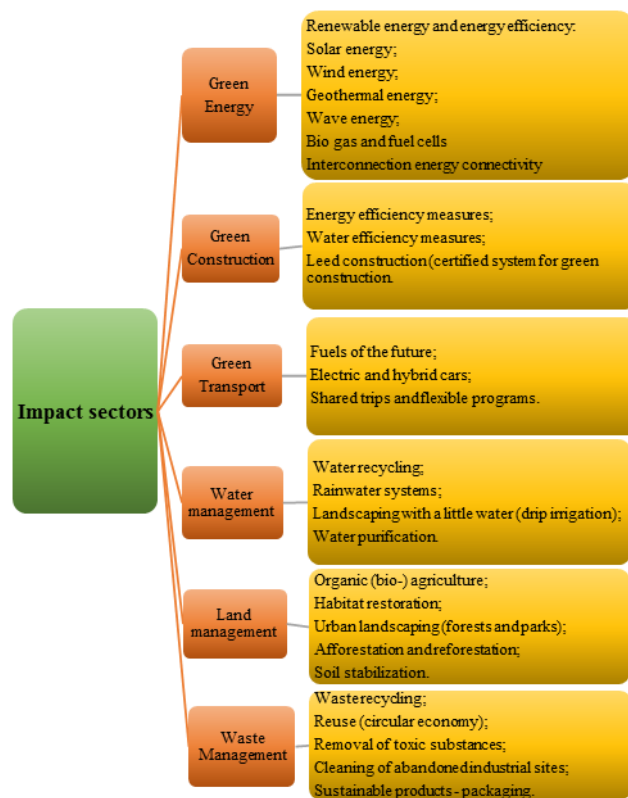 Impact sectors
Green
Energy
Renewable energy and energy efficiency:
Solar energy;
Wind energy;
Geothermal energy;
Wave energy;
Bio gas and fuel cells
Interconnection energy connectivity
Green
Construction
Energy efficiency measures;
Water efficiency measures;
Leed construction (certified system for green
construction.
Green
Transport
Fuels of the future;
Electric and hybrid cars;
Shared trips and flexible programs.
Water
management
Water recycling;
Rainwater systems;
Landscaping with a little water (drip irrigation);
Water purification.
Land
management
Organic (bio-) agriculture;
Habitat restoration;
Urban landscaping (forests and parks);
Afforestation and reforestation;
Soil stabilization.
Waste
Management
Waste recycling;
Reuse (circular economy);
Removal of toxic substances;
Cleaning of abandoned industrial sites;
Sustainable products - packaging.